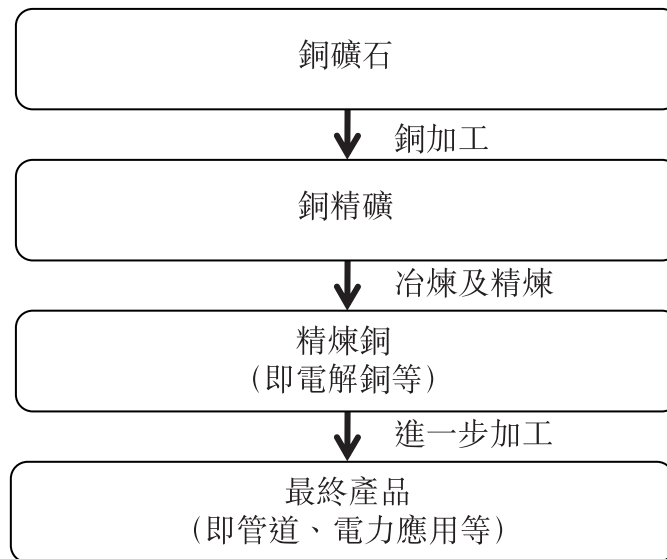 銅礦石
銅加工
銅精礦
冶煉及精煉
精煉銅
（即電解銅等）
進一步加工
最終產品
（即管道、電力應用等）